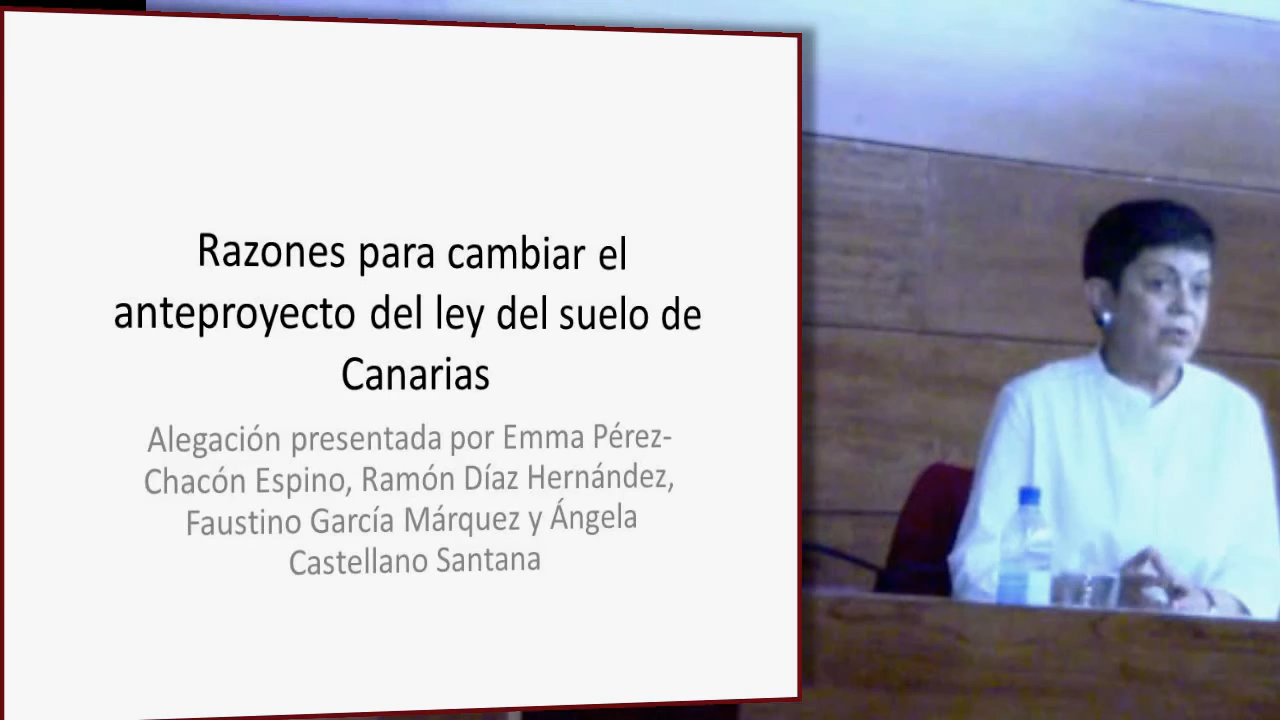 Razones para cambiar el
anteproyecto del ley del suelo de
Canarias
Alegación presentada por Emma Pérez-
Chacón Espino, Ramón Díaz Hernández,
Faustino García Márquez y Ángela
Castellano Santana